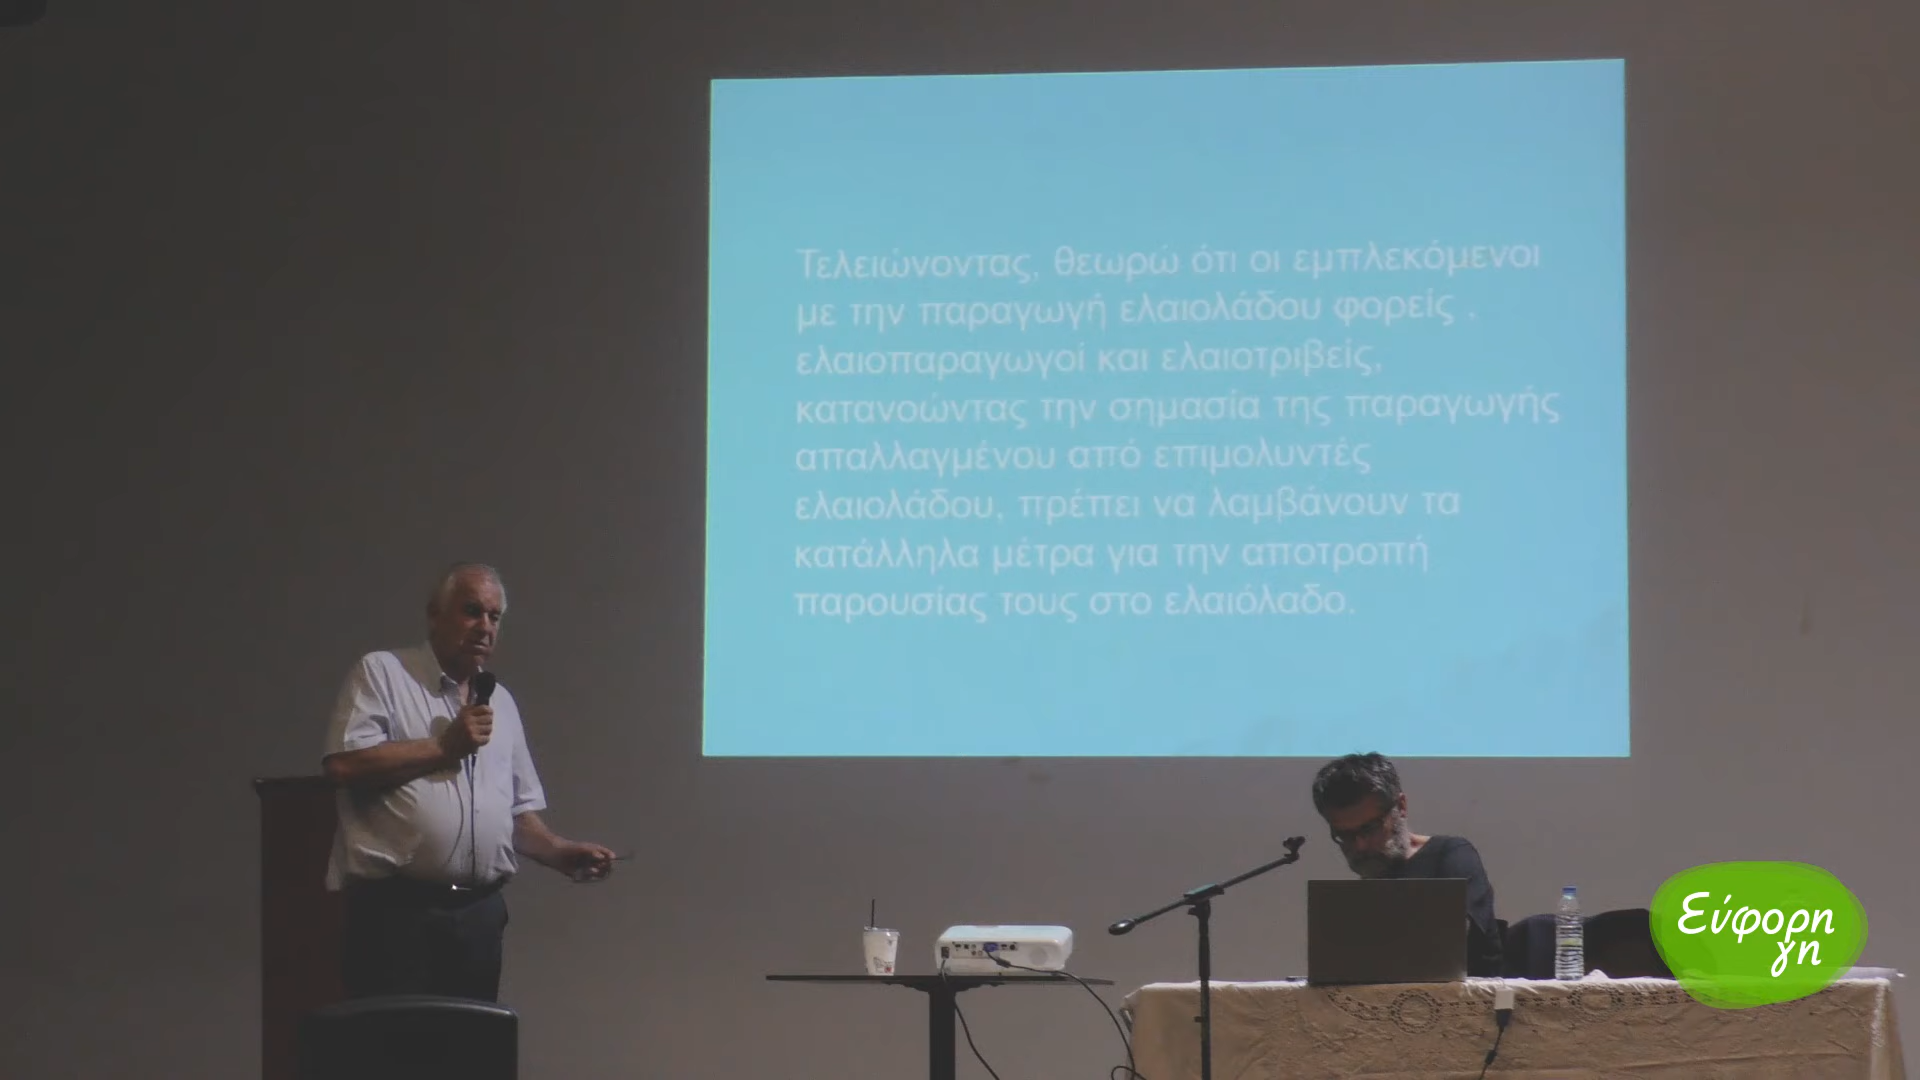 Τελειώνοντας, θεωρώ ότι οι εμπλεκόμενοι
με την παραγωγή ελαιολάδου φορείς ,
ελαιοπαραγωγοί και ελαιοτριβείς,
κατανοώντας την σημασία της παραγωγής
απαλλαγμένου από επιμολυντές
ελαιολάδου, πρέπει να λαμβάνουν τα
κατάλληλα μέτρα για την αποτροπή
παρουσίας τους στο ελαιόλαδο.
Εύφορη
γη